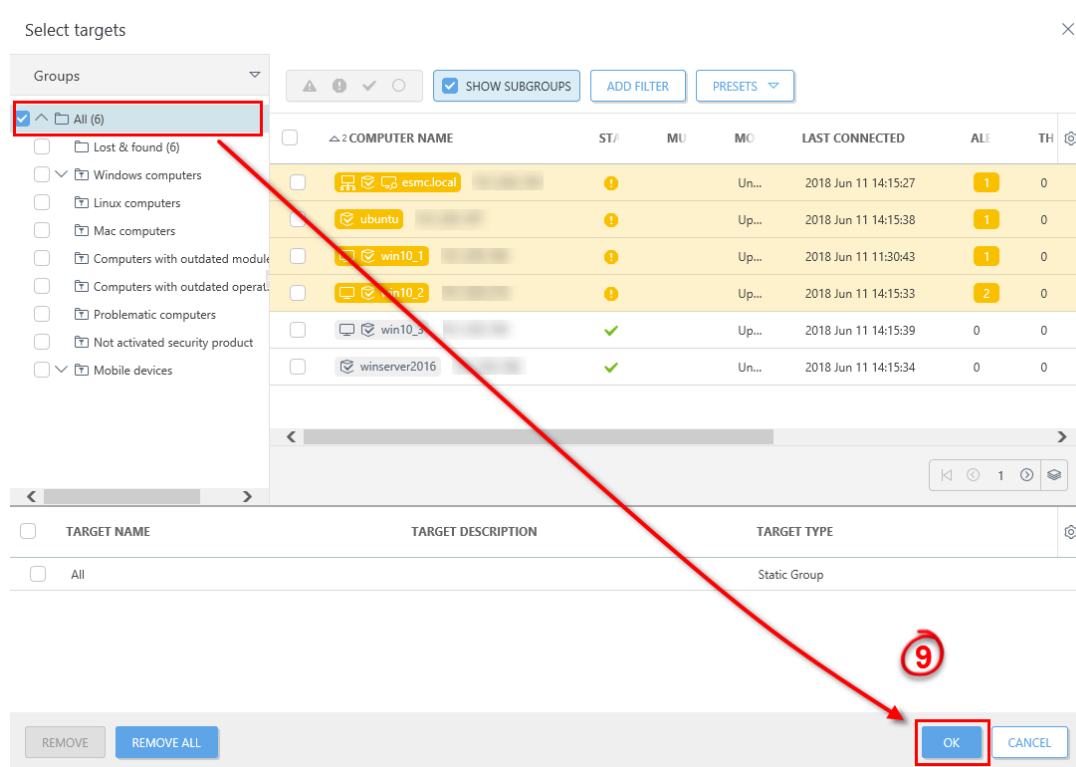 Select targets
Groups
SHOW SUBGROUPS
ADD FILTER
PRESETS
All (6)
Lost & found (6)
Windows computers
Linux computers
Mac computers
Computers with outdated module
Computers with outdated operat.
Problematic computers
Not activated security product
Mobile devices
2 COMPUTER NAME STA MU MO LAST CONNECTED ALE TH
esmc.local Un... 2018 Jun 11 14:15:27 1 0
ubuntu Up... 2018 Jun 11 14:15:38 1 0
win10_1 Up... 2018 Jun 11 11:30:43 1 0
win10_2 Up... 2018 Jun 11 14:15:33 2 0
win10_3 Up... 2018 Jun 11 14:15:39 0 0
winserver2016 Un... 2018 Jun 11 14:15:34 0 0
1
TARGET NAME TARGET DESCRIPTION TARGET TYPE
All Static Group
9
REMOVE REMOVE ALL OK CANCEL